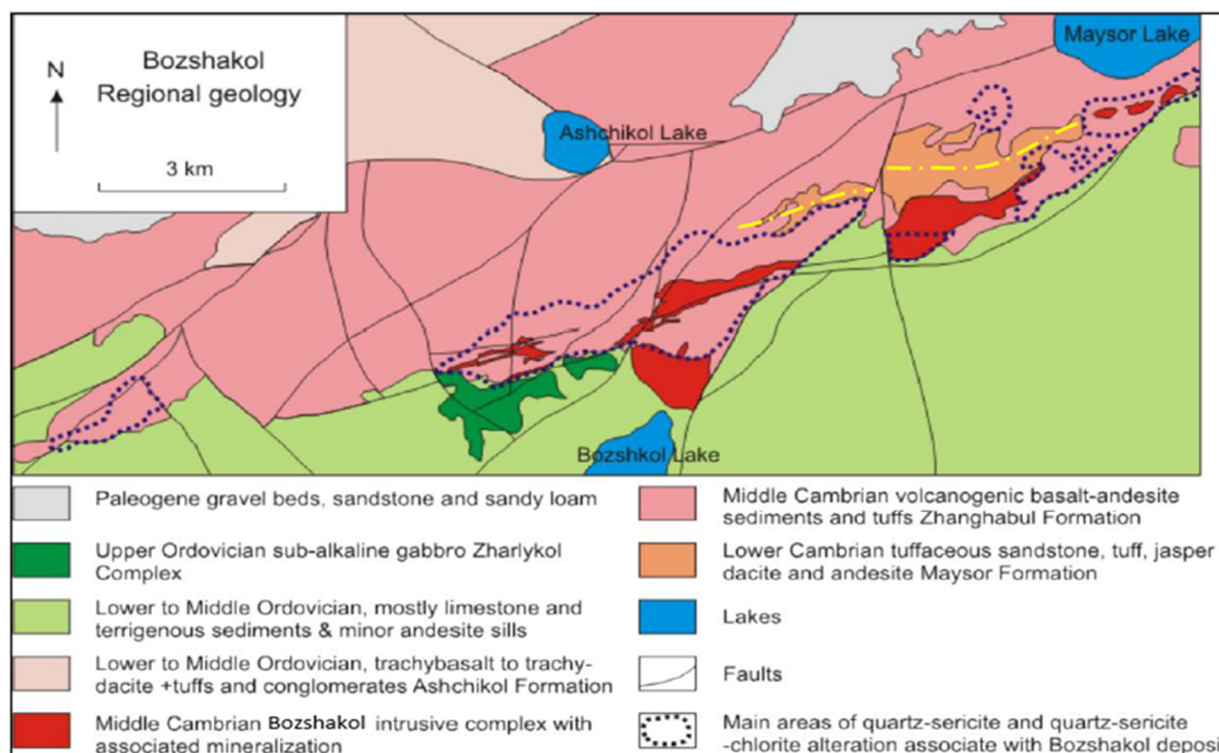 Bozshakol
Regional geology
N
3 km
Maysor Lake
Ashchikol Lake
Bozshkol Lake
Paleogene gravel beds, sandstone and sandy loam
Upper Ordovician sub-alkaline gabbro Zharlykol
Complex
Lower to Middle Ordovician, mostly limestone and
terrigenous sediments & minor andesite sills
Lower to Middle Ordovician, trachybasalt to trachy-
dacite +tuffs and conglomerates Ashchikol Formation
Middle Cambrian Bozshakol intrusive complex with
associated mineralization
Middle Cambrian volcanogenic basalt-andesite
sediments and tuffs Zhanghabul Formation
Lower Cambrian tuffaceous sandstone, tuff, jasper
dacite and andesite Maysor Formation
Lakes
Faults
Main areas of quartz-sericite and quartz-sericite
-chlorite alteration associate with Bozshakol deposi